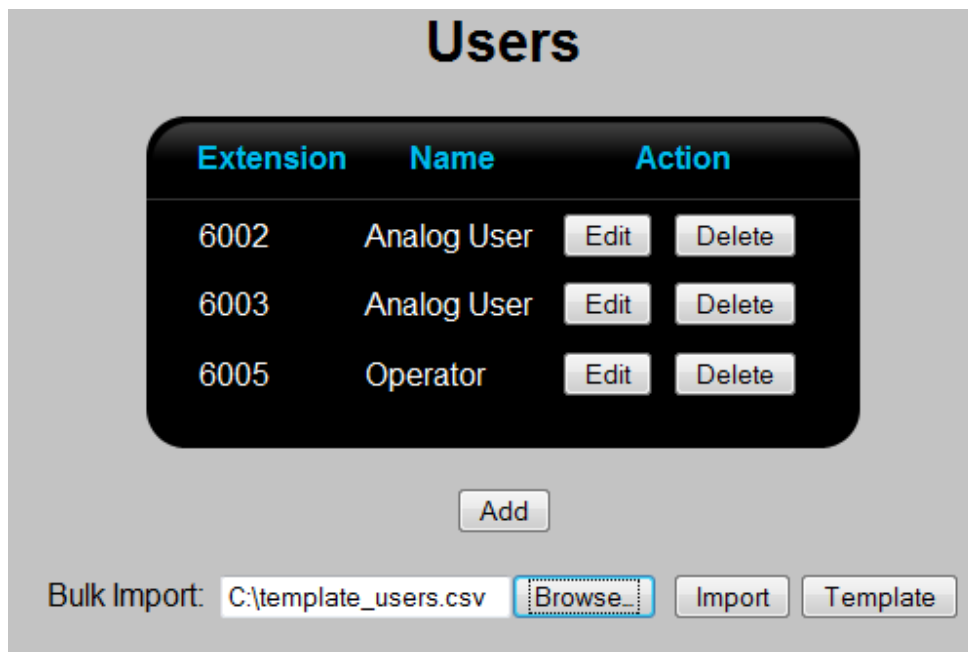 Users
Extension Name Action
6002 Analog User Edit Delete
6003 Analog User Edit Delete
6005 Operator Edit Delete
Add
Bulk Import: C:\template_users.csv Browse... Import Template